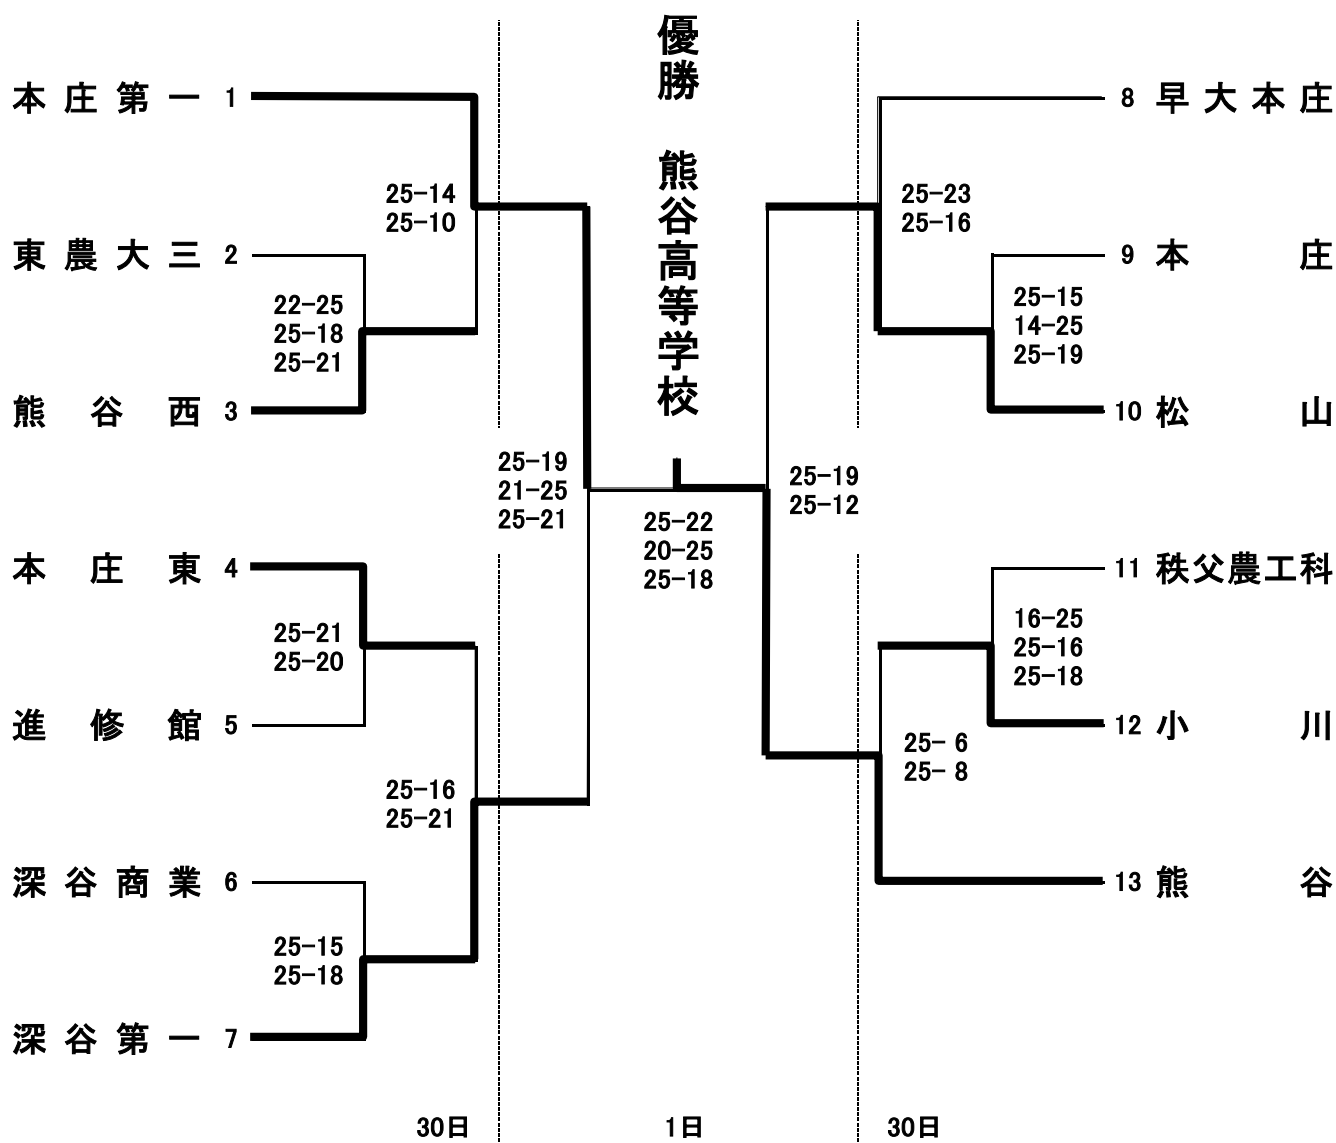 優勝 熊谷高等学校
本庄第一 1
25-14
25-10
東農大三 2
22-25
25-18
25-21
熊谷西 3
25-19
21-25
25-21
本庄東 4
25-21
25-20
進修館 5
25-16
25-21
深谷商業 6
25-15
25-18
深谷第一 7
25-22
20-25
25-18
8 早大本庄
25-23
25-16
9 本庄
25-15
14-25
25-19
10 松山
25-19
25-12
11 秩父農工科
16-25
25-16
25-18
12 小川
25- 6
25- 8
13 熊谷
30日
1日
30日